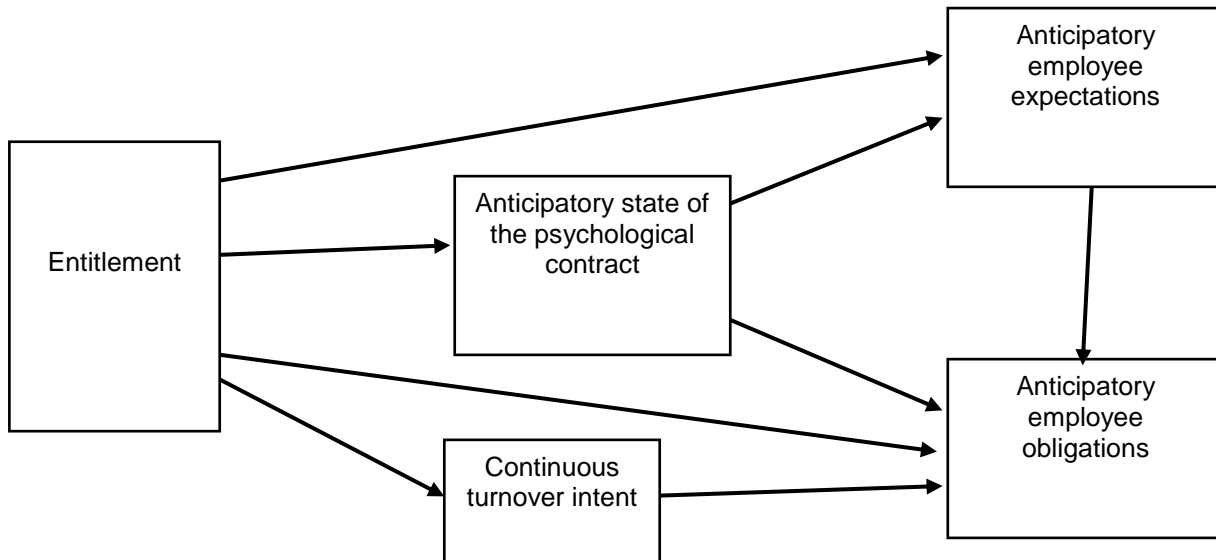 Entitlement
Anticipatory state of
the psychological
contract
Continuous
turnover intent
Anticipatory
employee
expectations
Anticipatory
employee
obligations